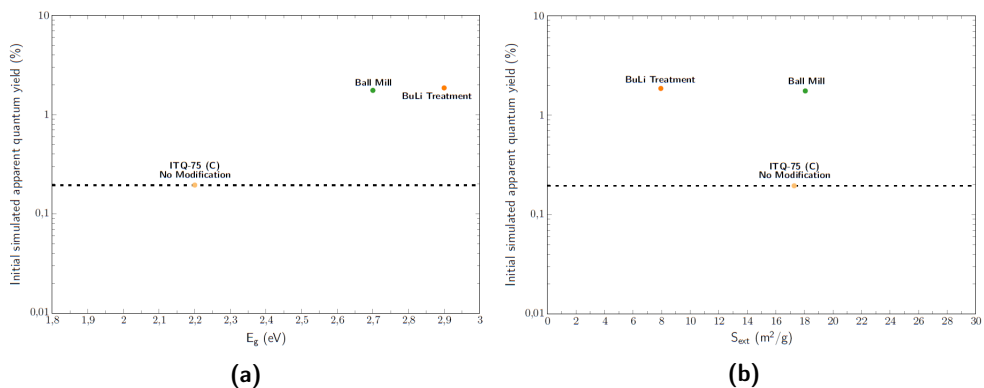 Initial simulated apparent quantum yield (%)
10
1
0,1
0,01
Ball Mill
BuLi Treatment
ITQ-75 (C)
No Modification
1,8 1,9 2 2,1 2,2 2,3 2,4 2,5 2,6 2,7 2,8 2,9 3
E_g (eV)
(a)
Initial simulated apparent quantum yield (%)
10
1
0,1
0,01
BuLi Treatment
Ball Mill
ITQ-75 (C)
No Modification
0 2 4 6 8 10 12 14 16 18 20 22 24 26 28 30
S_ext (m²/g)
(b)